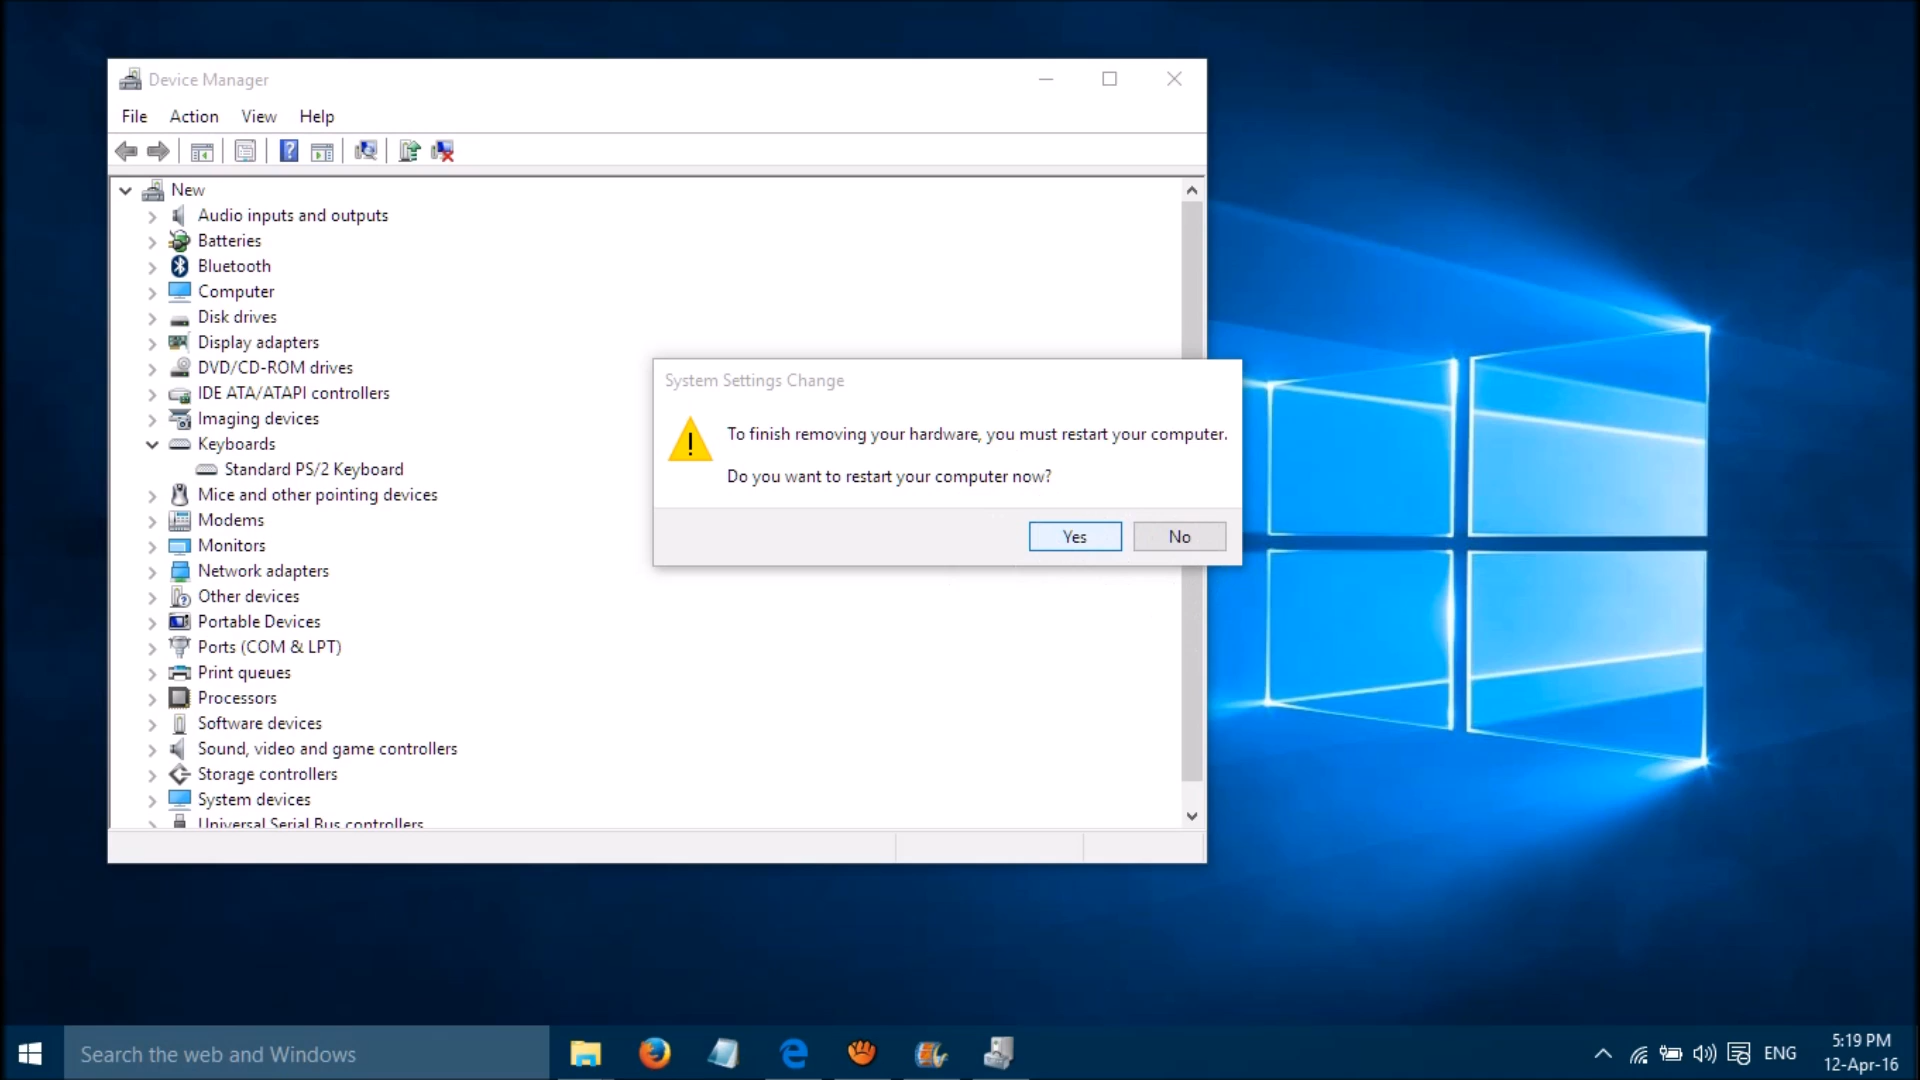 Device Manager
File Action View Help
New
Audio inputs and outputs
Batteries
Bluetooth
Computer
Disk drives
Display adapters
DVD/CD-ROM drives
IDE ATA/ATAPI controllers
Imaging devices
Keyboards
Standard PS/2 Keyboard
Mice and other pointing devices
Modems
Monitors
Network adapters
Other devices
Portable Devices
Ports (COM & LPT)
Print queues
Processors
Software devices
Sound, video and game controllers
Storage controllers
System devices
Universal Serial Bus controllers
System Settings Change
To finish removing your hardware, you must restart your computer.
Do you want to restart your computer now?
Yes No
Search the web and Windows
ENG
5:19 PM
12-Apr-16